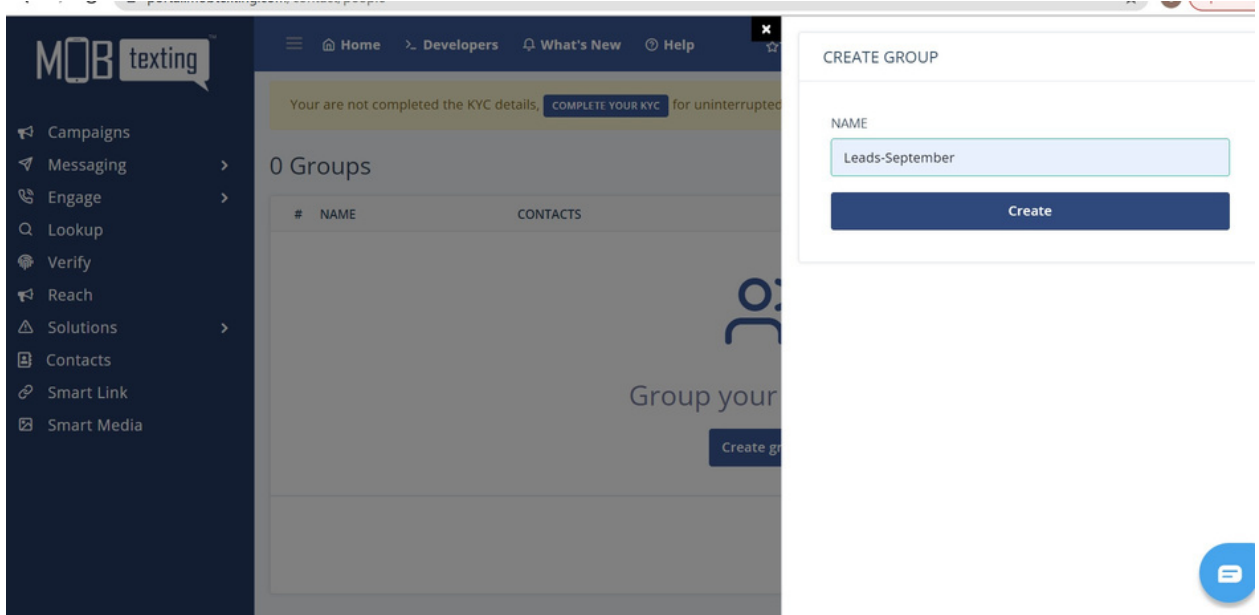 MOB texting
Home
Developers
What's New
Help
Your are not completed the KYC details, COMPLETE YOUR KYC for uninterrupted
Campaigns
Messaging
Engage
Lookup
Verify
Reach
Solutions
Contacts
Smart Link
Smart Media
0 Groups
# NAME CONTACTS
Group your
Create
CREATE GROUP
NAME
Leads-September
Create